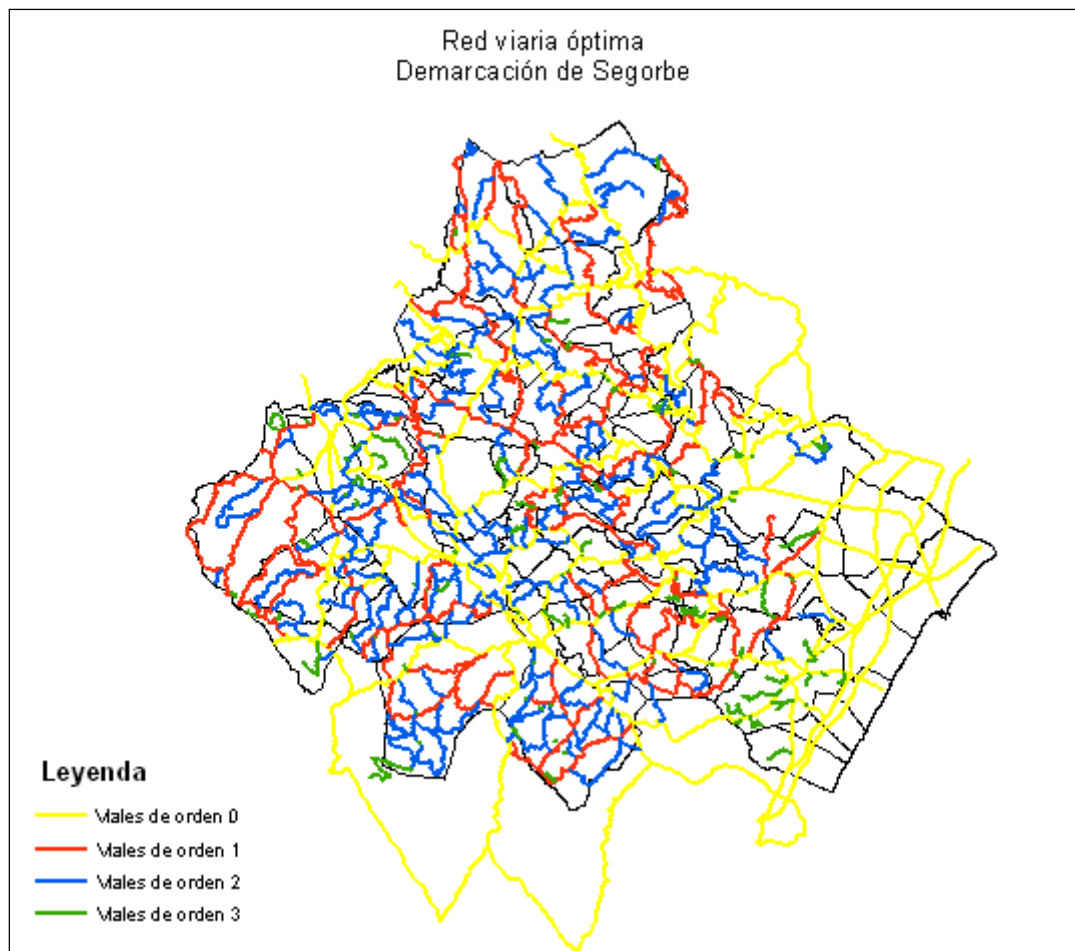 Red viaria óptima
Demarcación de Segorbe
Leyenda
Viales de orden 0
Viales de orden 1
Viales de orden 2
Viales de orden 3